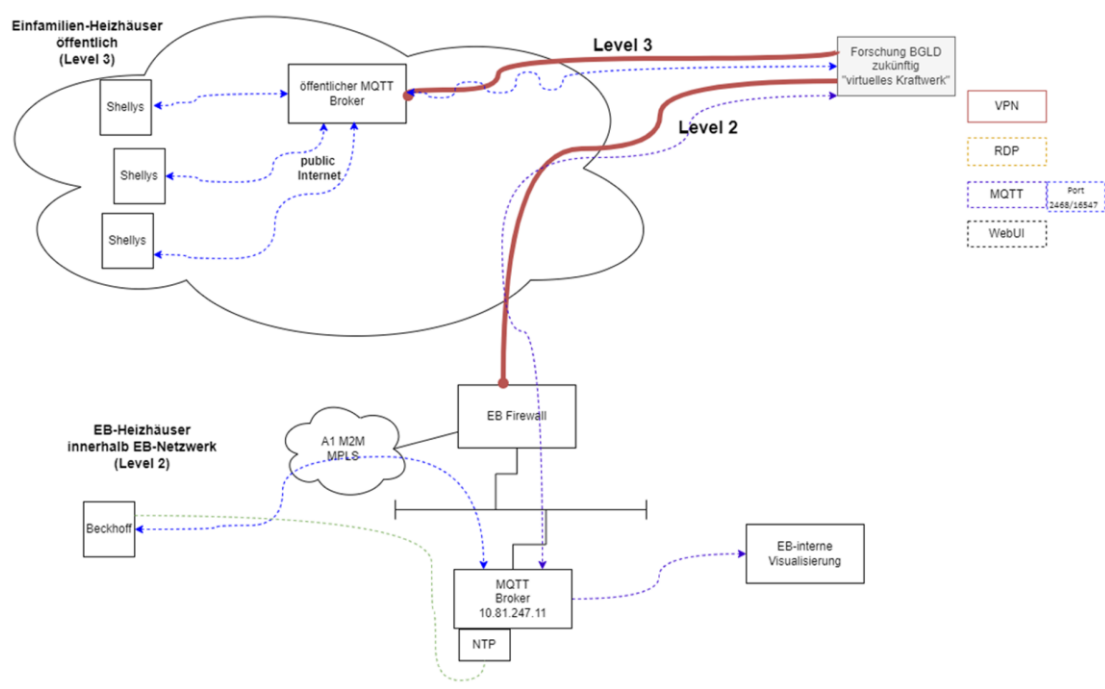 Einfamilien-Heizhäuser
öffentlich
(Level 3)
Shellys
Shellys
Shellys
öffentlicher MQTT
Broker
public
Internet
Level 3
Level 2
Forschung BGLD
zukünftig
"virtuelles Kraftwerk"
VPN
RDP
MQTT
Port
2468/16547
WebUI
EB Firewall
A1 M2M
MPLS
EB-Heizhäuser
innerhalb EB-Netzwerk
(Level 2)
Beckhoff
MQTT
Broker
10.81.247.11
NTP
EB-interne
Visualisierung